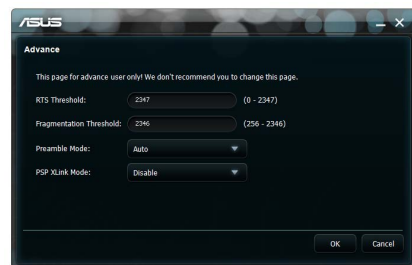 ASUS
Advance
This page for advance user only! We don't recommend you to change this page.
RTS Threshold: 2347 (0 - 2347)
Fragmentation Threshold: 2346 (256 - 2346)
Preamble Mode: Auto
PSP XLink Mode: Disable
OK Cancel